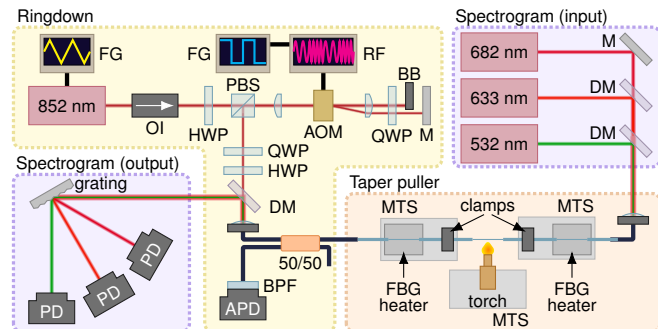 Ringdown
FG
FG
RF
852 nm
OI
HWP
PBS
AOM
QWP
BB
M
QWP
HWP
DM
50/50
BPF
APD
Spectrogram (output)
grating
PD
PD
PD
Spectrogram (input)
682 nm
M
633 nm
DM
532 nm
DM
Taper puller
MTS
clamps
MTS
FBG
heater
torch
MTS
FBG
heater